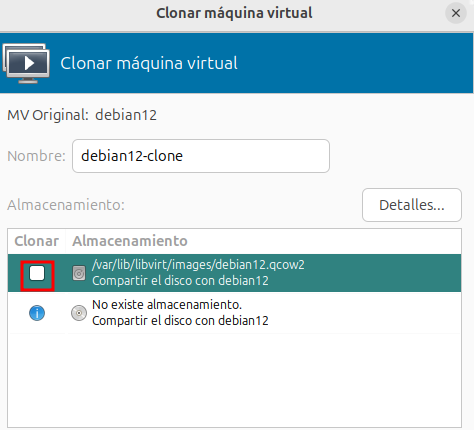 Clonar máquina virtual
Clonar máquina virtual
MV Original: debian12
Nombre: debian12-clone
Almacenamiento: Detalles...
Clonar Almacenamiento
/var/lib/libvirt/images/debian12.qcow2
Compartir el disco con debian12
No existe almacenamiento.
Compartir el disco con debian12